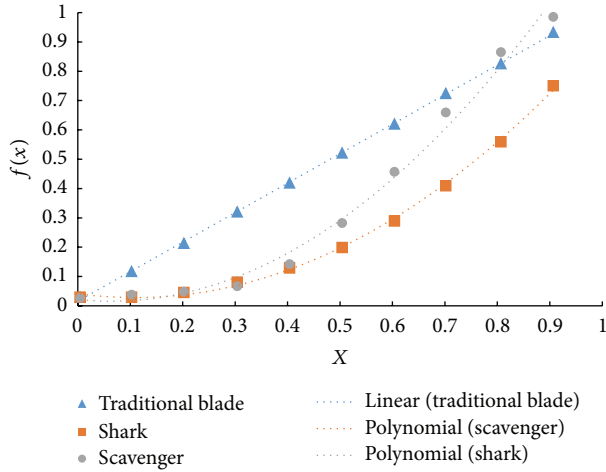 1
0.9
0.8
0.7
0.6
0.5
0.4
0.3
0.2
0.1
0
f(x)
0 0.1 0.2 0.3 0.4 0.5 0.6 0.7 0.8 0.9 1
X
Traditional blade
Shark
Scavenger
Linear (traditional blade)
Polynomial (scavenger)
Polynomial (shark)